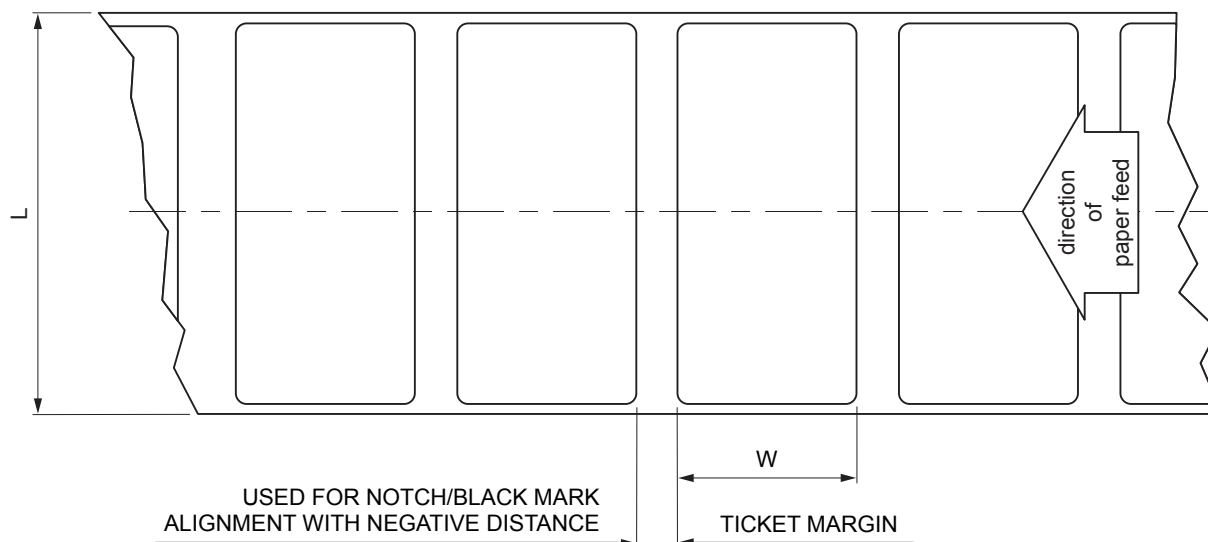 L
direction
of
paper feed
W
USED FOR NOTCH/BLACK MARK
ALIGNMENT WITH NEGATIVE DISTANCE
TICKET MARGIN